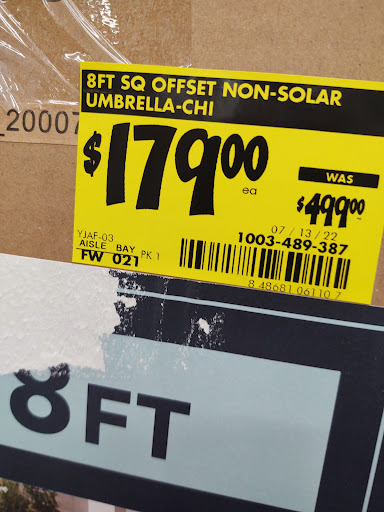 8FT SQ OFFSET NON-SOLAR
UMBRELLA-CHI
_20007
$179.00
ea
WAS
$499.00
07/13/22
1003-489-387
YJAF-03
AISLE BAY
FW 021 PK 1
8 48681 06110 7
8FT